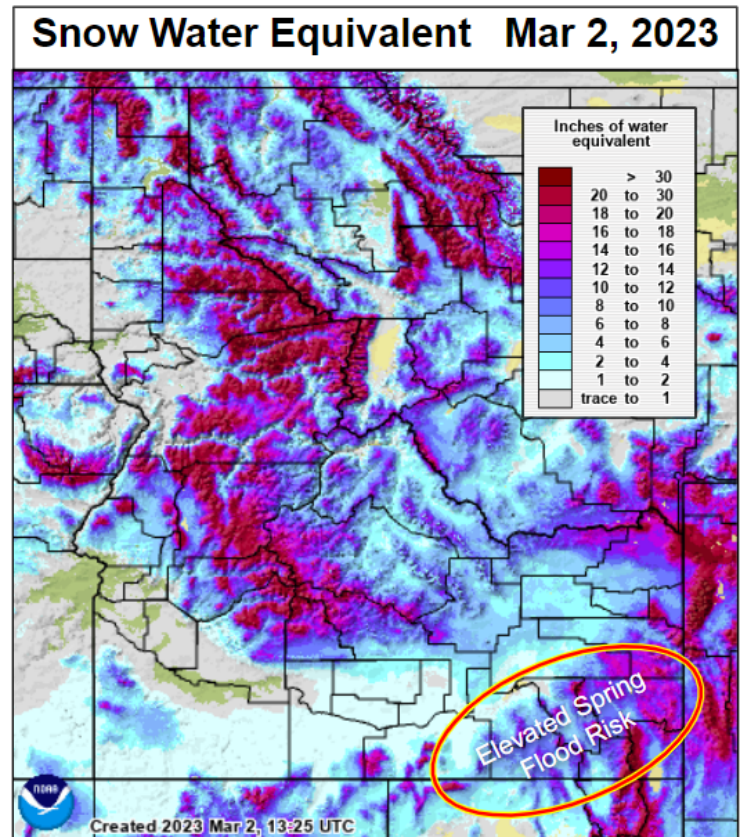 Snow Water Equivalent Mar 2, 2023
Inches of water
equivalent
> 30
20 to 30
18 to 20
16 to 18
14 to 16
12 to 14
10 to 12
8 to 10
6 to 8
4 to 6
2 to 4
1 to 2
trace to 1
Elevated Spring
Flood Risk
NOAA
Created 2023 Mar 2, 13:25 UTC